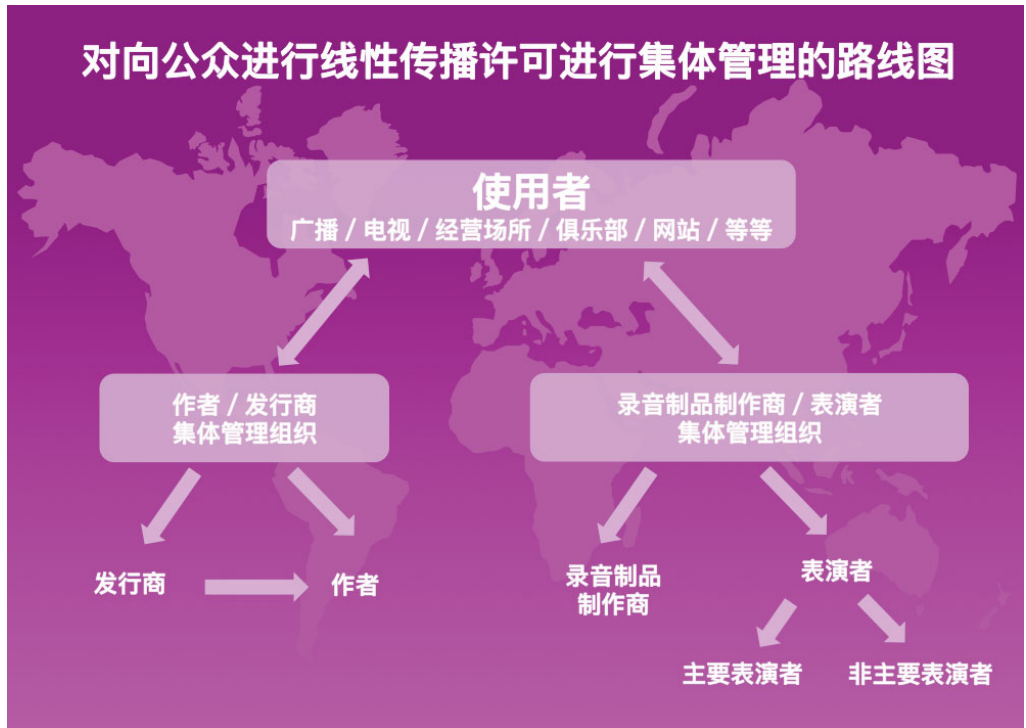 对向公众进行线性传播许可进行集体管理的路线图
使用者
广播 / 电视 / 经营场所 / 俱乐部 / 网站 / 等等
作者 / 发行商
集体管理组织
录音制品制作商 / 表演者
集体管理组织
发行商
作者
录音制品
制作商
表演者
主要表演者
非主要表演者